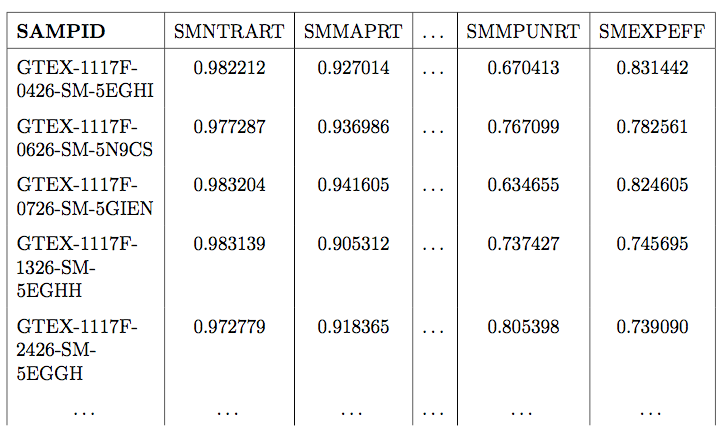 SAMPID SMNTRART SMMAPRT ... SMMPUNRT SMEXPEFF
GTEX-1117F- 0.982212 0.927014 ... 0.670413 0.831442
0426-SM-5EGHI
GTEX-1117F- 0.977287 0.936986 ... 0.767099 0.782561
0626-SM-5N9CS
GTEX-1117F- 0.983204 0.941605 ... 0.634655 0.824605
0726-SM-5GIEN
GTEX-1117F- 0.983139 0.905312 ... 0.737427 0.745695
1326-SM-
5EGHH
GTEX-1117F- 0.972779 0.918365 ... 0.805398 0.739090
2426-SM-
5EGGH
... ... ... ... ... ...